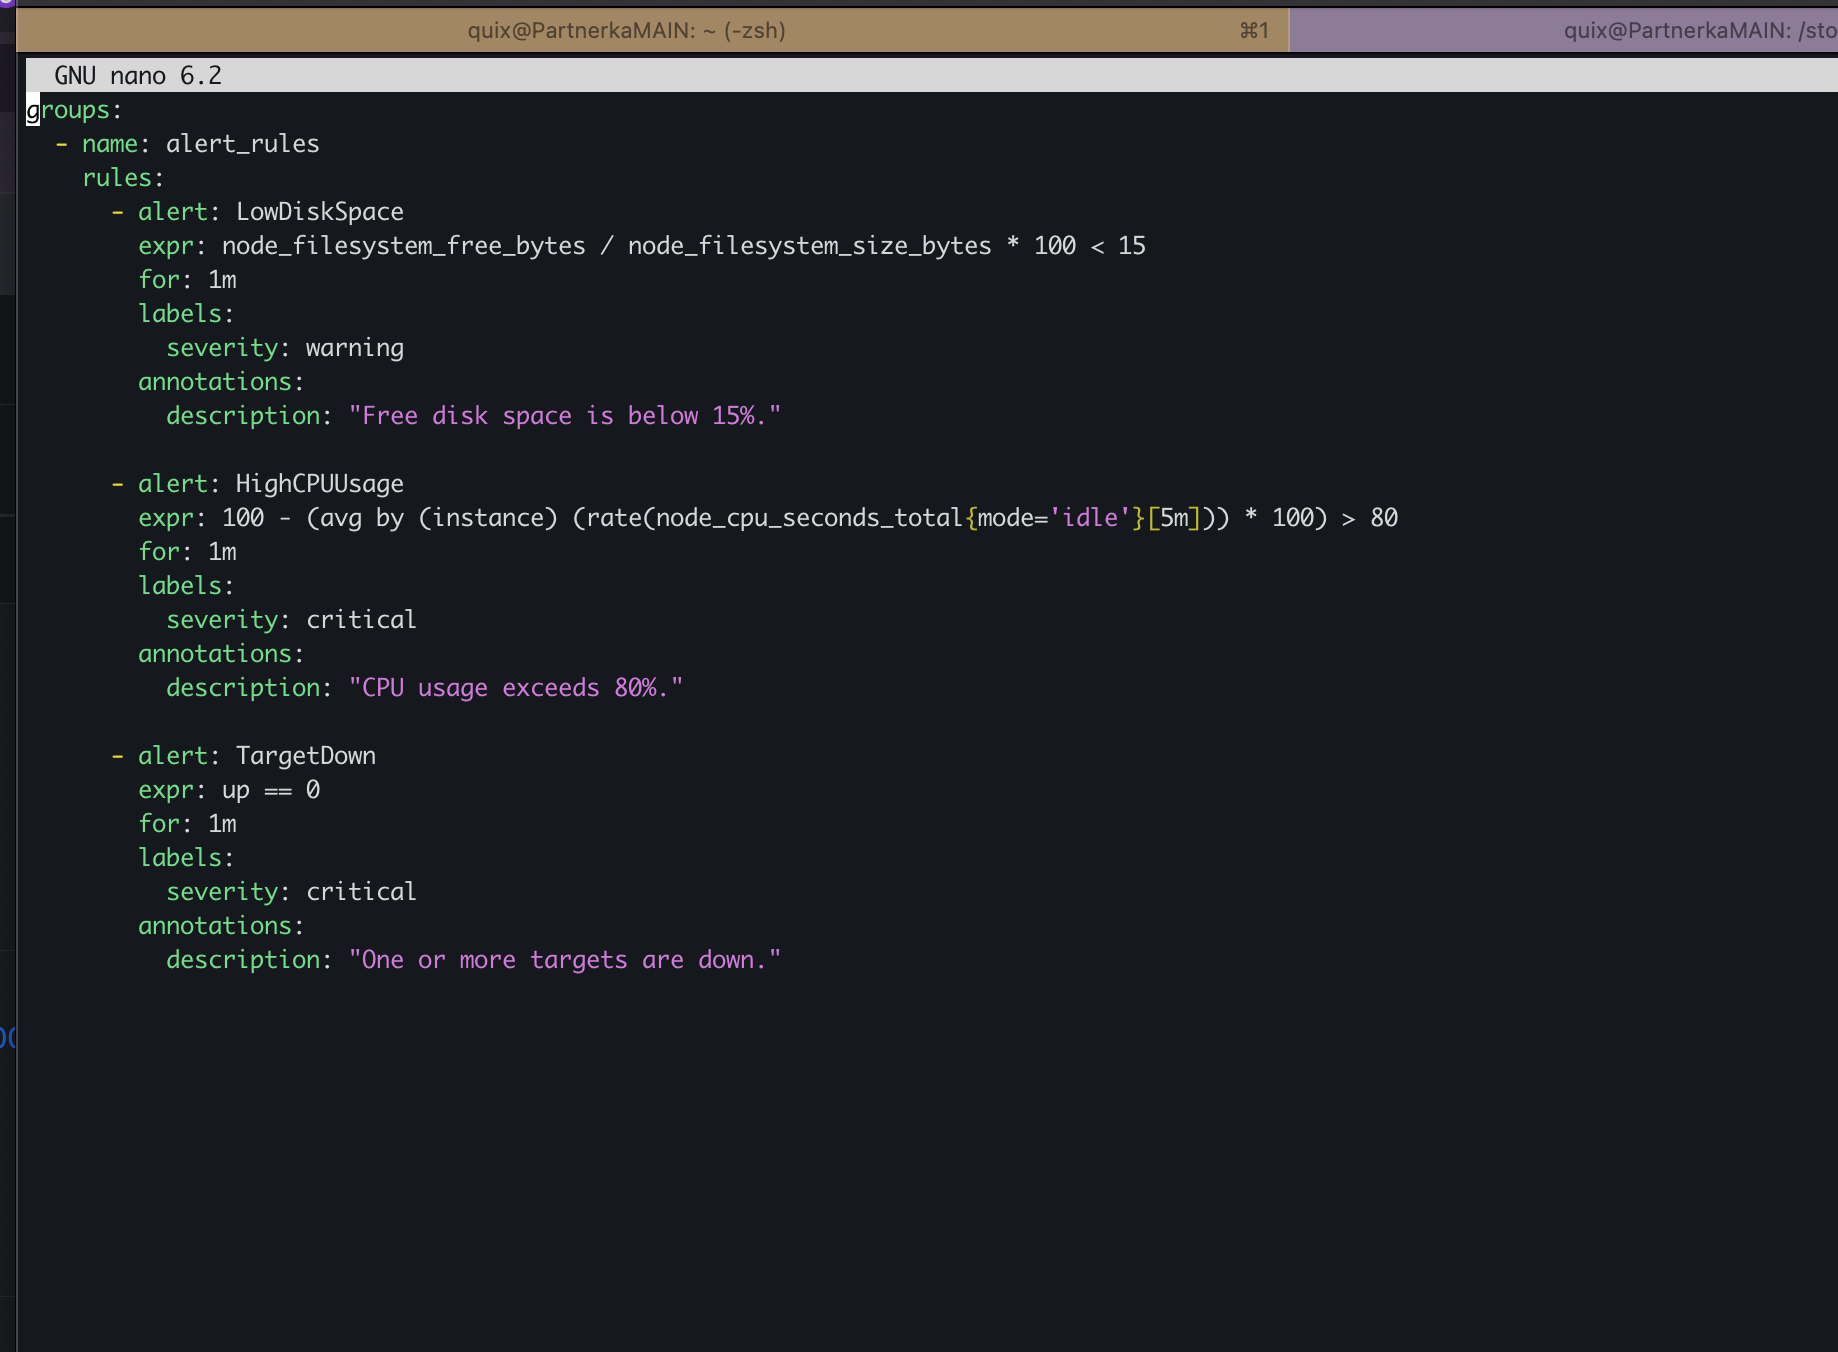 quix@PartnerkaMAIN: ~ (-zsh) ⌘1 quix@PartnerkaMAIN: /sto
GNU nano 6.2
groups:
  - name: alert_rules
    rules:
      - alert: LowDiskSpace
        expr: node_filesystem_free_bytes / node_filesystem_size_bytes * 100 < 15
        for: 1m
        labels:
          severity: warning
        annotations:
          description: "Free disk space is below 15%."

      - alert: HighCPUUsage
        expr: 100 - (avg by (instance) (rate(node_cpu_seconds_total{mode='idle'}[5m])) * 100) > 80
        for: 1m
        labels:
          severity: critical
        annotations:
          description: "CPU usage exceeds 80%."

      - alert: TargetDown
        expr: up == 0
        for: 1m
        labels:
          severity: critical
        annotations:
          description: "One or more targets are down."